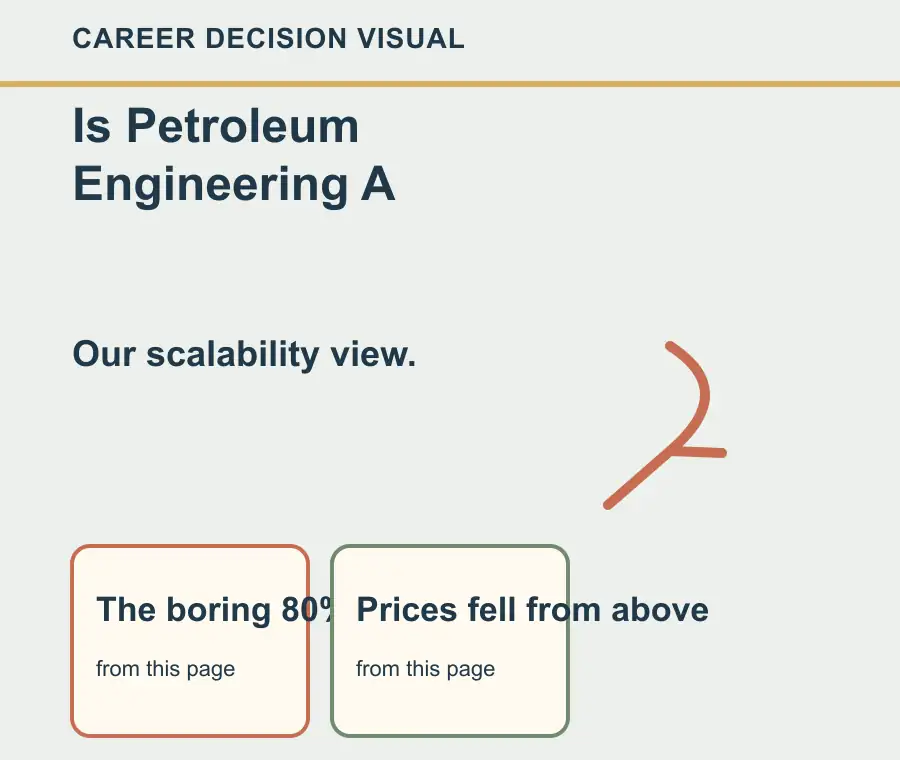 CAREER DECISION VISUAL
Is Petroleum
Engineering A
Our scalability view.
The boring 80%
from this page
Prices fell from above
from this page